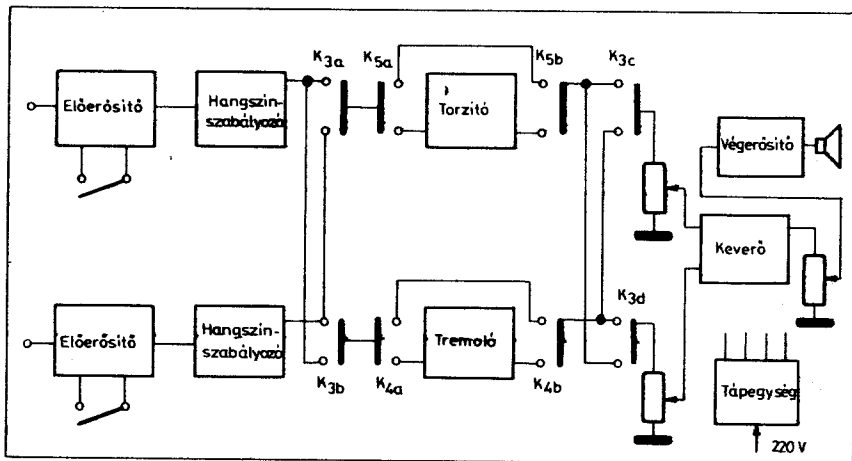 K3a
K5a
K5b
K3c
Előerősítő
Hangszín-
szabályozó
Torzító
Végerősítő
Keverő
Előerősítő
Hangszín-
szabályozó
Tremoló
K3d
K3b
K4a
K4b
Tápegység
220 V